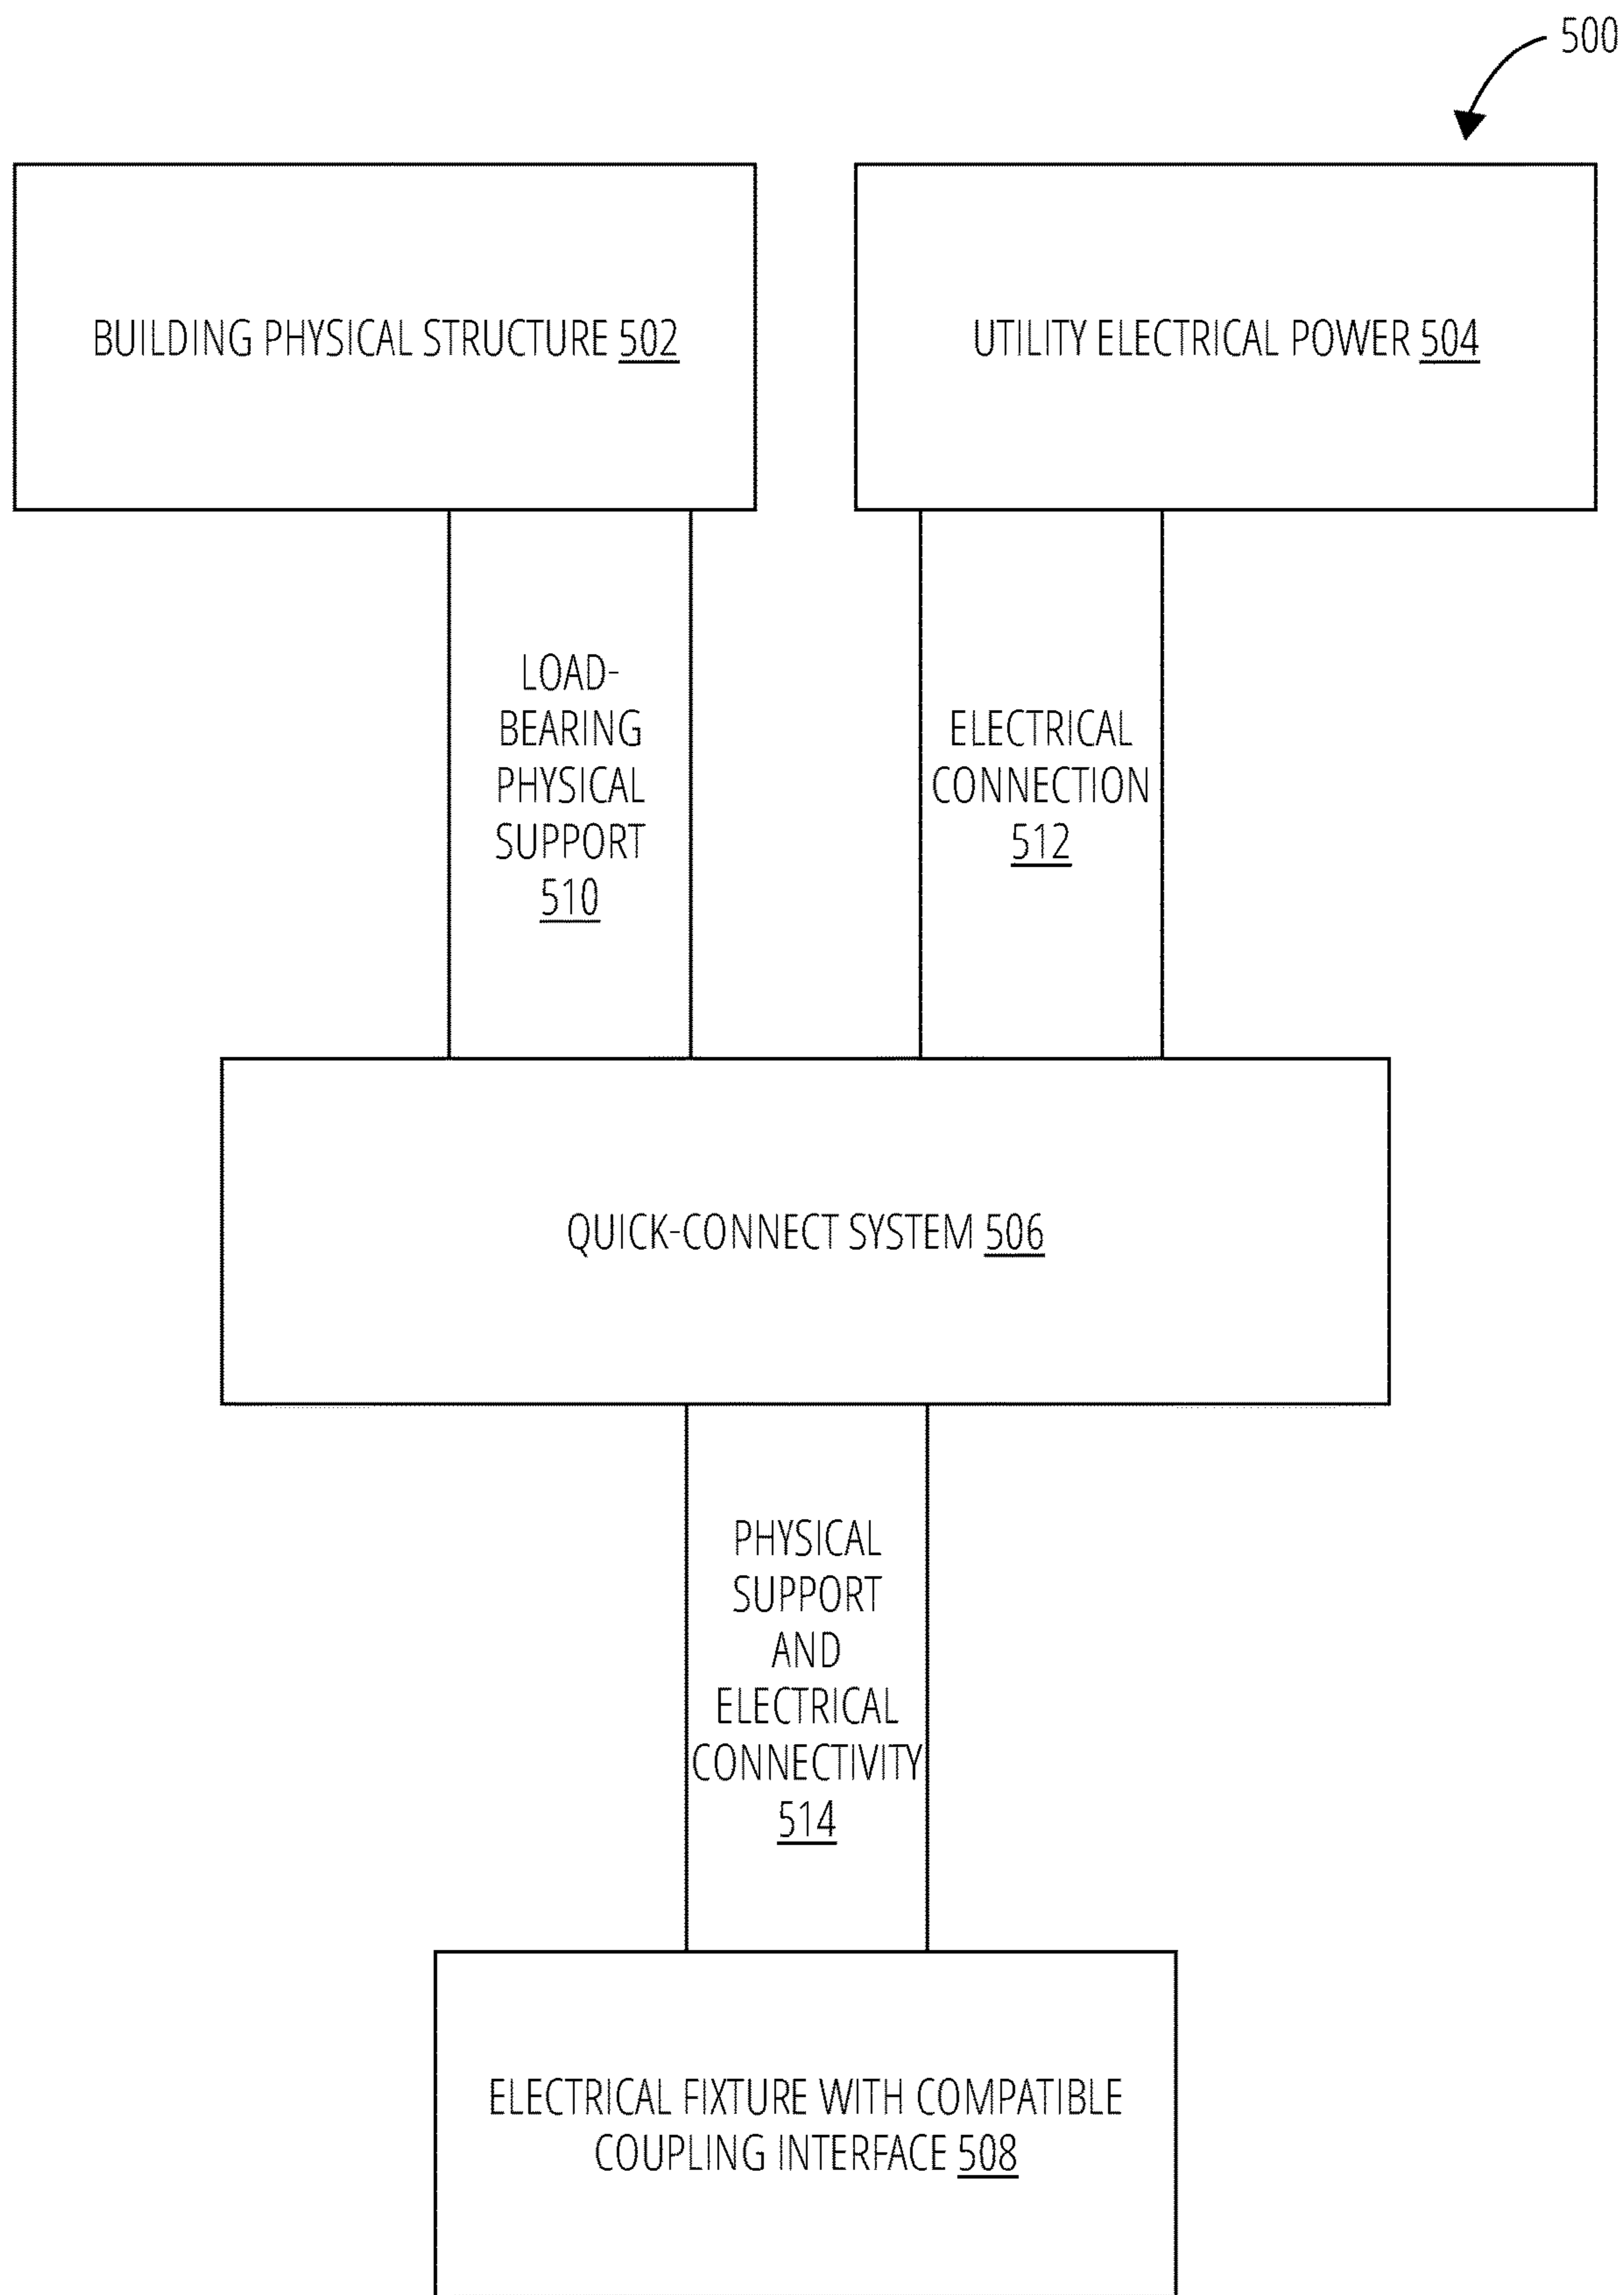 500
BUILDING PHYSICAL STRUCTURE 502
UTILITY ELECTRICAL POWER 504
LOAD-
BEARING
PHYSICAL
SUPPORT
510
ELECTRICAL
CONNECTION
512
QUICK-CONNECT SYSTEM 506
PHYSICAL
SUPPORT
AND
ELECTRICAL
CONNECTIVITY
514
ELECTRICAL FIXTURE WITH COMPATIBLE
COUPLING INTERFACE 508